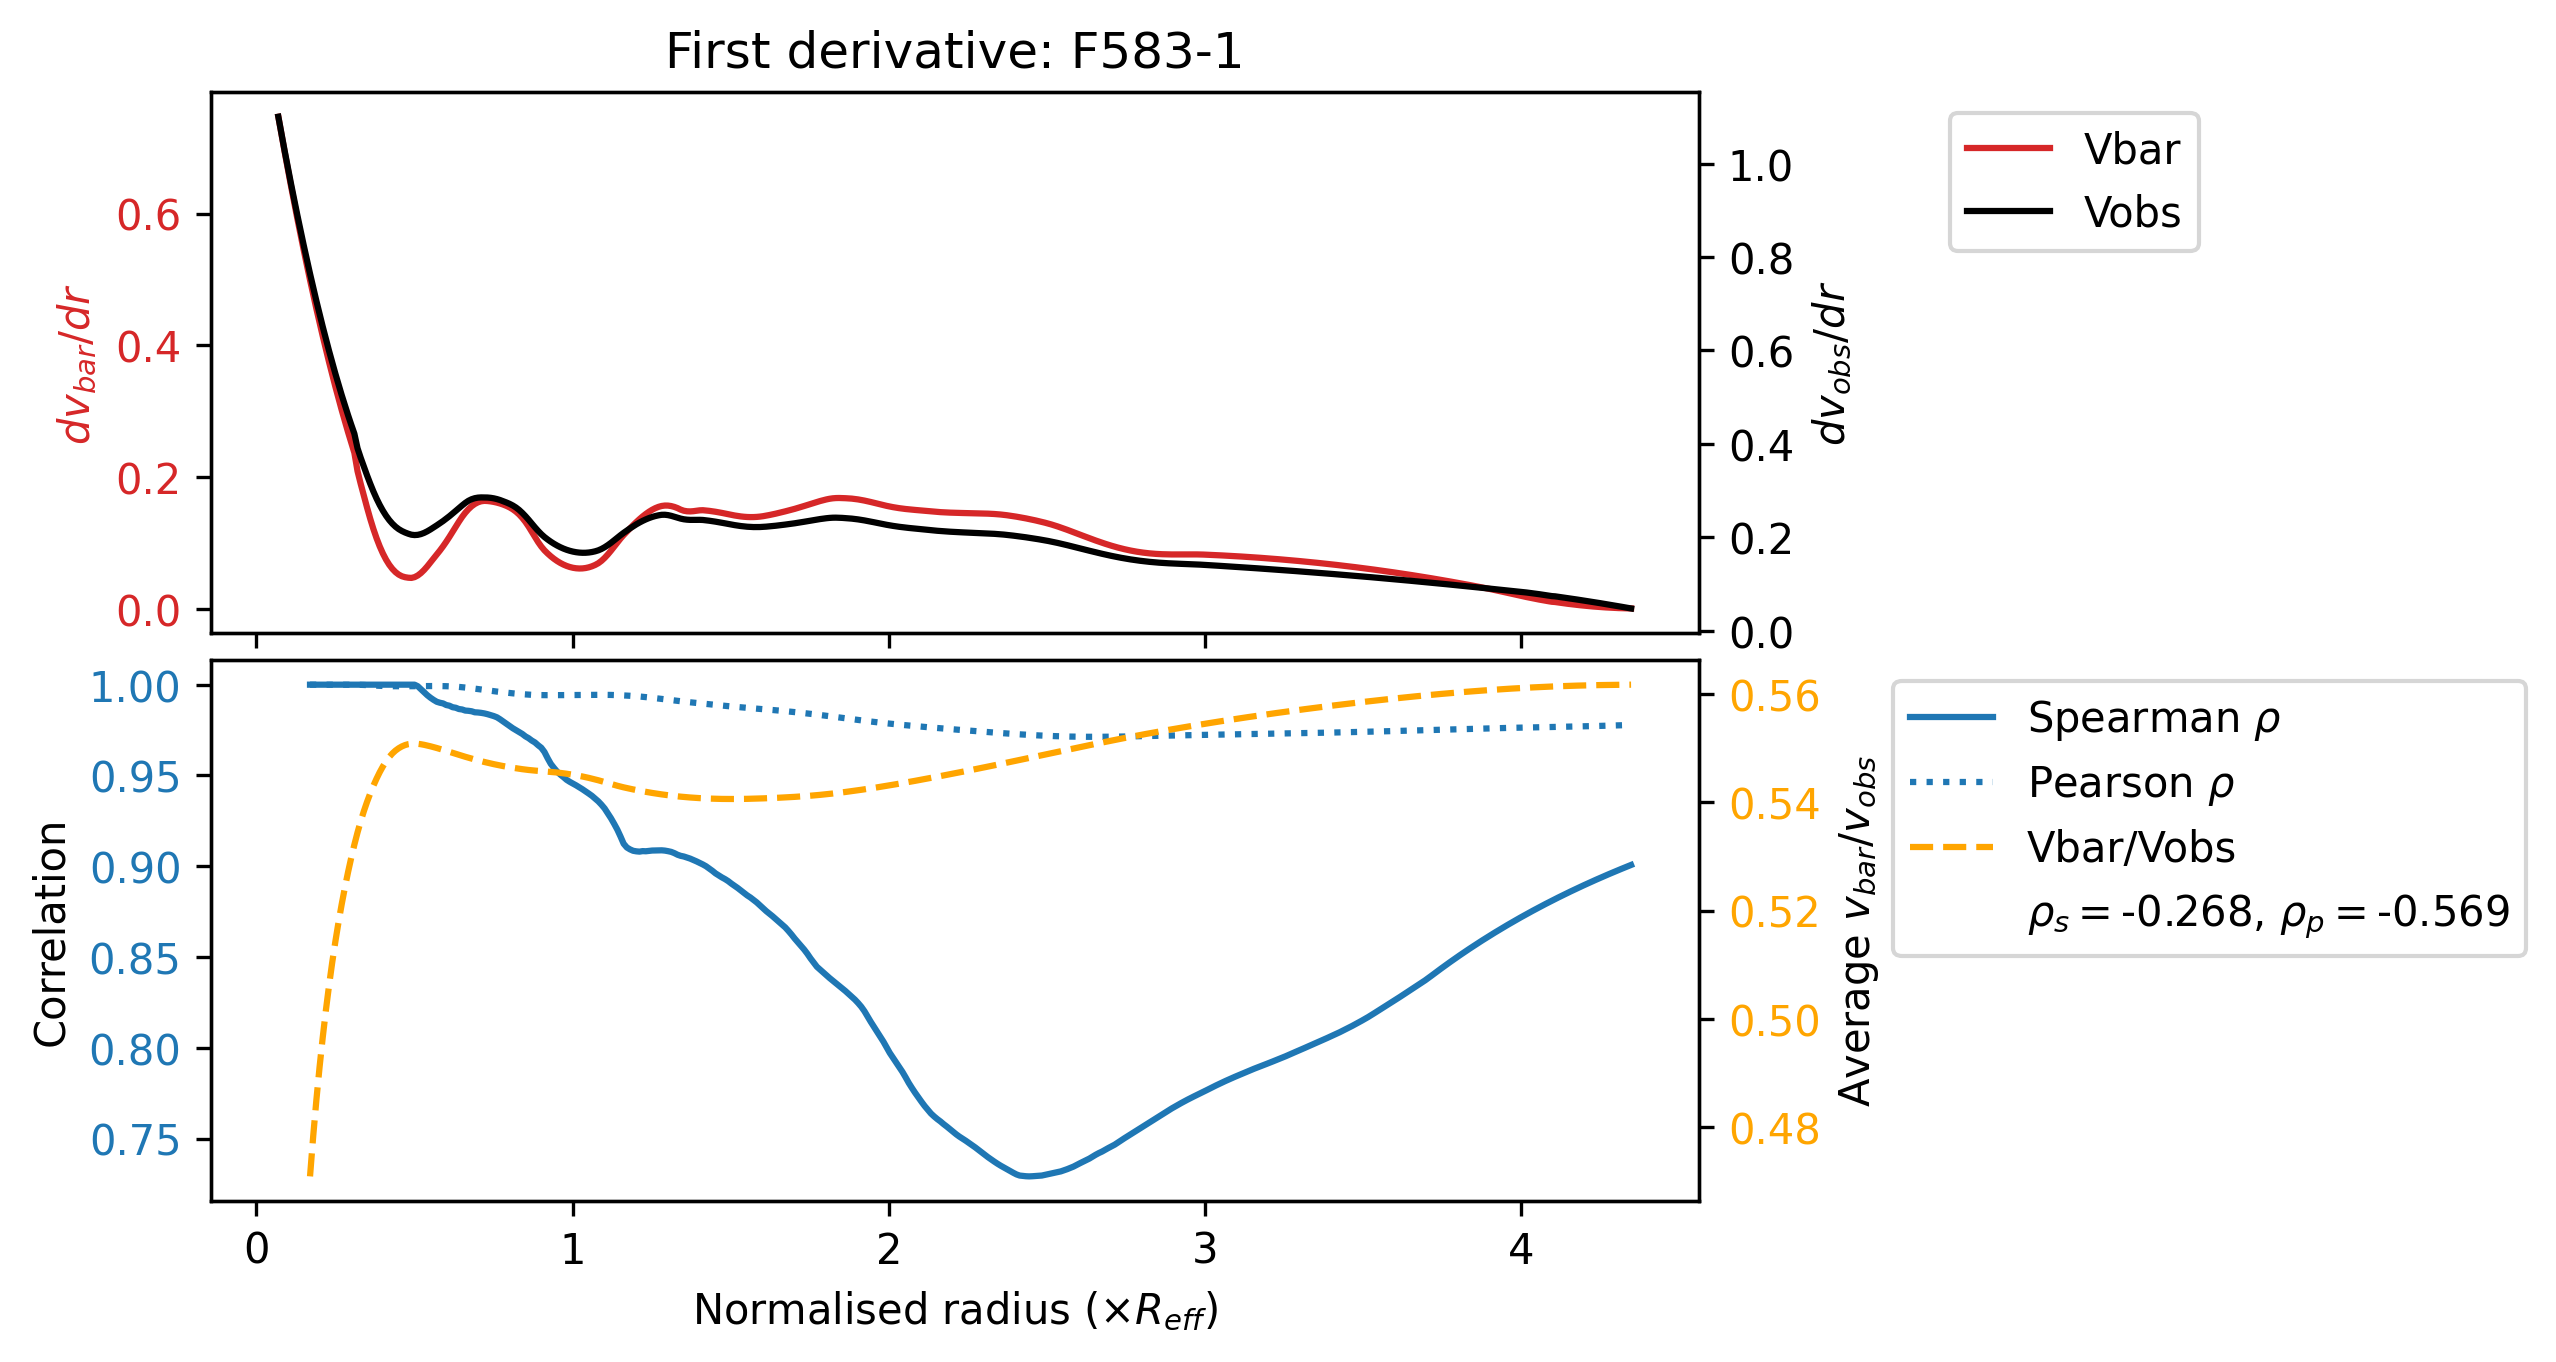 First derivative: F583-1
0.6
0.4
0.2
0.0
dv_bar/dr
1.0
0.8
0.6
0.4
0.2
0.0
dv_obs/dr
Vbar
Vobs
1.00
0.95
0.90
0.85
0.80
0.75
Correlation
0.56
0.54
0.52
0.50
0.48
Average v_bar/v_obs
Spearman ρ
Pearson ρ
Vbar/Vobs
ρ_s = -0.268, ρ_p = -0.569
0 1 2 3 4
Normalised radius (×R_eff)